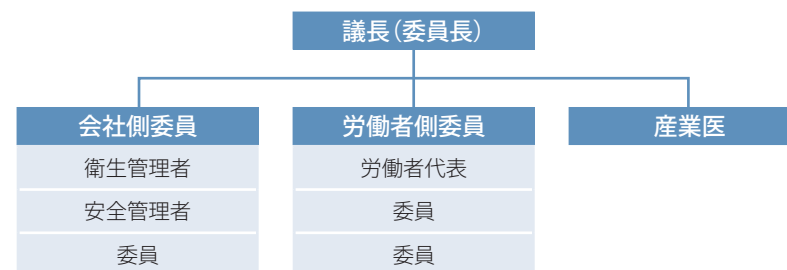 議長（委員長）
会社側委員
衛生管理者
安全管理者
委員
労働者側委員
労働者代表
委員
委員
産業医